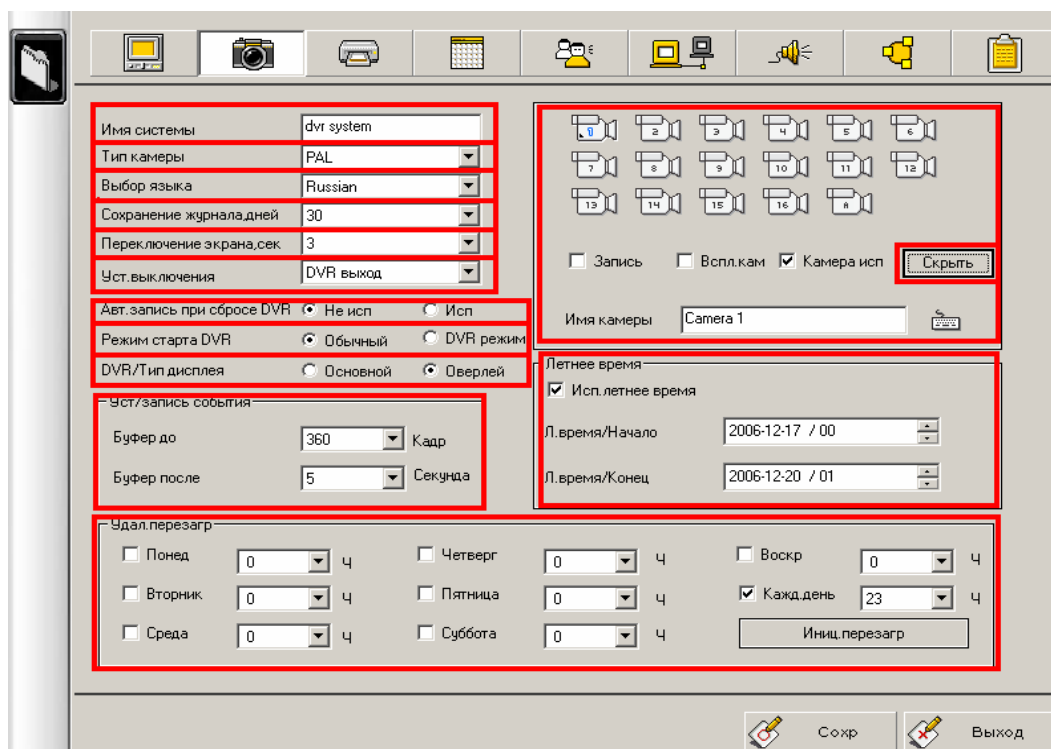 Имя системы dvr system
Тип камеры PAL
Выбор языка Russian
Сохранение журнала,дней 30
Переключение экрана,сек 3
Уст.выключения DVR выход
Авт.запись при сбросе DVR Не исп Исп
Режим старта DVR Обычный DVR режим
DVR/Тип дисплея Основной Оверлей
Уст/запись события
Буфер до 360 Кадр
Буфер после 5 Секунда
1 2 3 4 5 6
7 8 9 10 11 12
13 14 15 16 A
Запись Вспл.кам Камера исп Скрыть
Имя камеры Camera 1
Летнее время
Исп.летнее время
Л.время/Начало 2006-12-17 / 00
Л.время/Конец 2006-12-20 / 01
Удал.перезагр
Понед 0 Ч Четверг 0 Ч Воскр 0 Ч
Вторник 0 Ч Пятница 0 Ч Кажд.день 23 Ч
Среда 0 Ч Суббота 0 Ч Иниц.перезагр
Сохр Выход